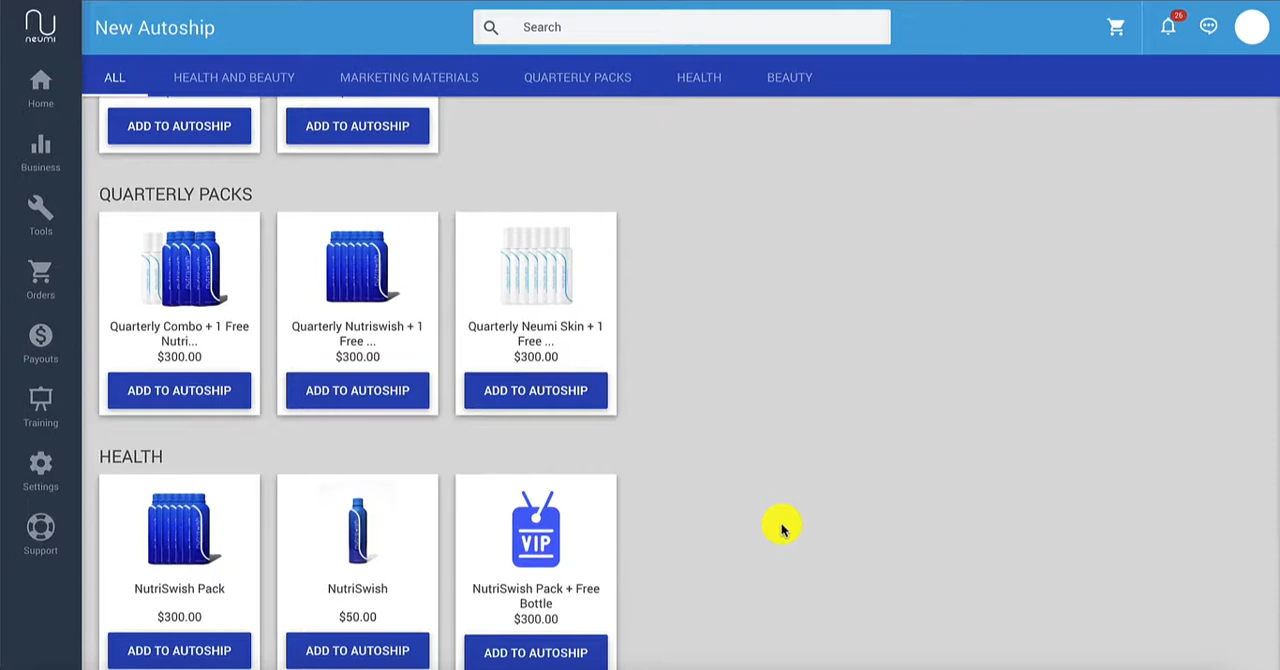 neumi
New Autoship
Search
26
ALL
HEALTH AND BEAUTY
MARKETING MATERIALS
QUARTERLY PACKS
HEALTH
BEAUTY
Home
Business
Tools
Orders
Payouts
Training
Settings
Support
ADD TO AUTOSHIP
ADD TO AUTOSHIP
QUARTERLY PACKS
Quarterly Combo + 1 Free
Nutri...
$300.00
ADD TO AUTOSHIP
Quarterly Nutriswish + 1
Free ...
$300.00
ADD TO AUTOSHIP
Quarterly Neumi Skin + 1
Free ...
$300.00
ADD TO AUTOSHIP
HEALTH
NutriSwish Pack
$300.00
ADD TO AUTOSHIP
NutriSwish
$50.00
ADD TO AUTOSHIP
VIP
NutriSwish Pack + Free
Bottle
$300.00
ADD TO AUTOSHIP